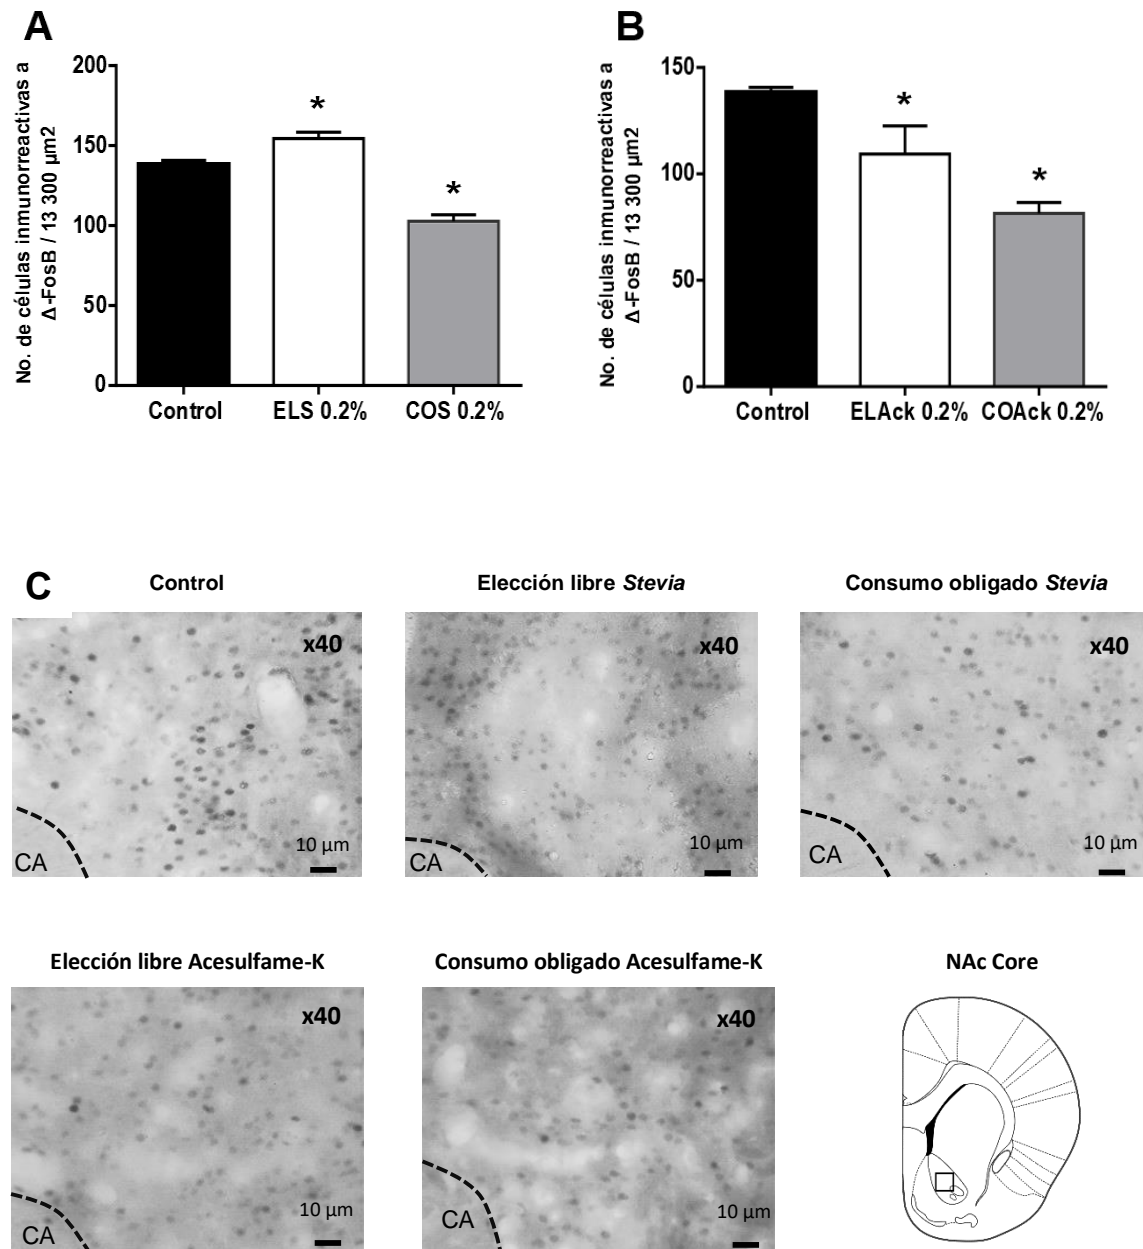 A
No. de células inmunorreactivas a
Δ-FosB / 13 300 µm2
200
150
100
50
0
*
*
Control
ELS 0.2%
COS 0.2%
B
No. de células inmunorreactivas a
Δ-FosB / 13 300 µm2
150
100
50
0
*
*
Control
ELAck 0.2%
COAck 0.2%
C
Control
x40
10 µm
CA
Elección libre Stevia
x40
10 µm
CA
Consumo obligado Stevia
x40
10 µm
CA
Elección libre Acesulfame-K
x40
10 µm
CA
Consumo obligado Acesulfame-K
x40
10 µm
CA
NAc Core